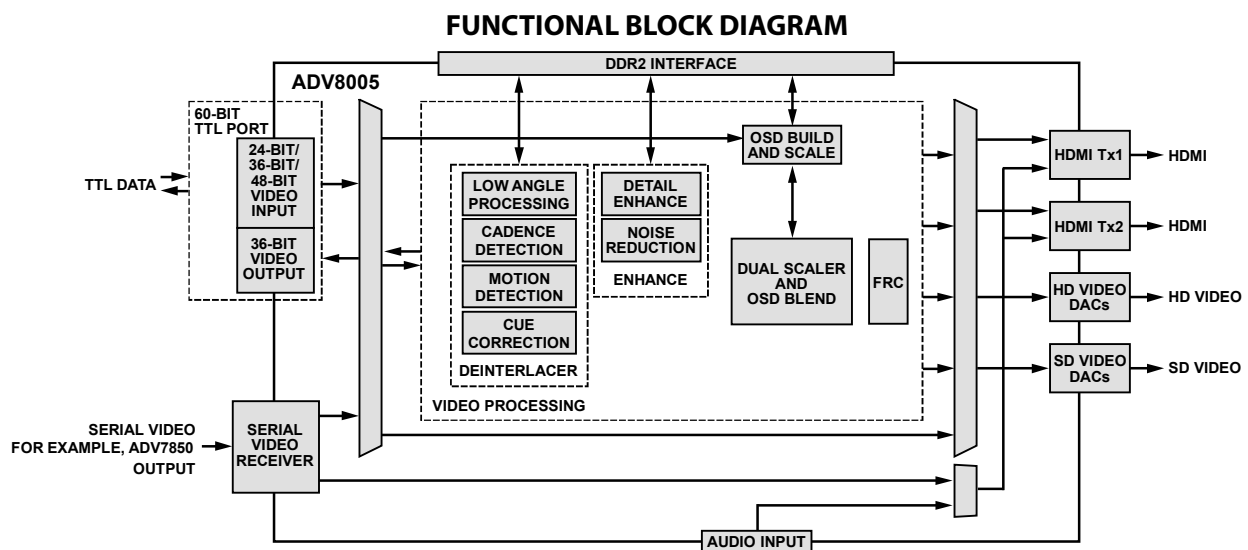 FUNCTIONAL BLOCK DIAGRAM
DDR2 INTERFACE
ADV8005
60-BIT
TTL PORT
24-BIT/
36-BIT/
48-BIT
VIDEO
INPUT
36-BIT
VIDEO
OUTPUT
TTL DATA
OSD BUILD
AND SCALE
LOW ANGLE
PROCESSING
CADENCE
DETECTION
MOTION
DETECTION
CUE
CORRECTION
DEINTERLACER
DETAIL
ENHANCE
NOISE
REDUCTION
ENHANCE
DUAL SCALER
AND
OSD BLEND
FRC
VIDEO PROCESSING
HDMI Tx1
HDMI
HDMI Tx2
HDMI
HD VIDEO
DACs
HD VIDEO
SD VIDEO
DACs
SD VIDEO
SERIAL VIDEO
FOR EXAMPLE, ADV7850
OUTPUT
SERIAL
VIDEO
RECEIVER
AUDIO INPUT